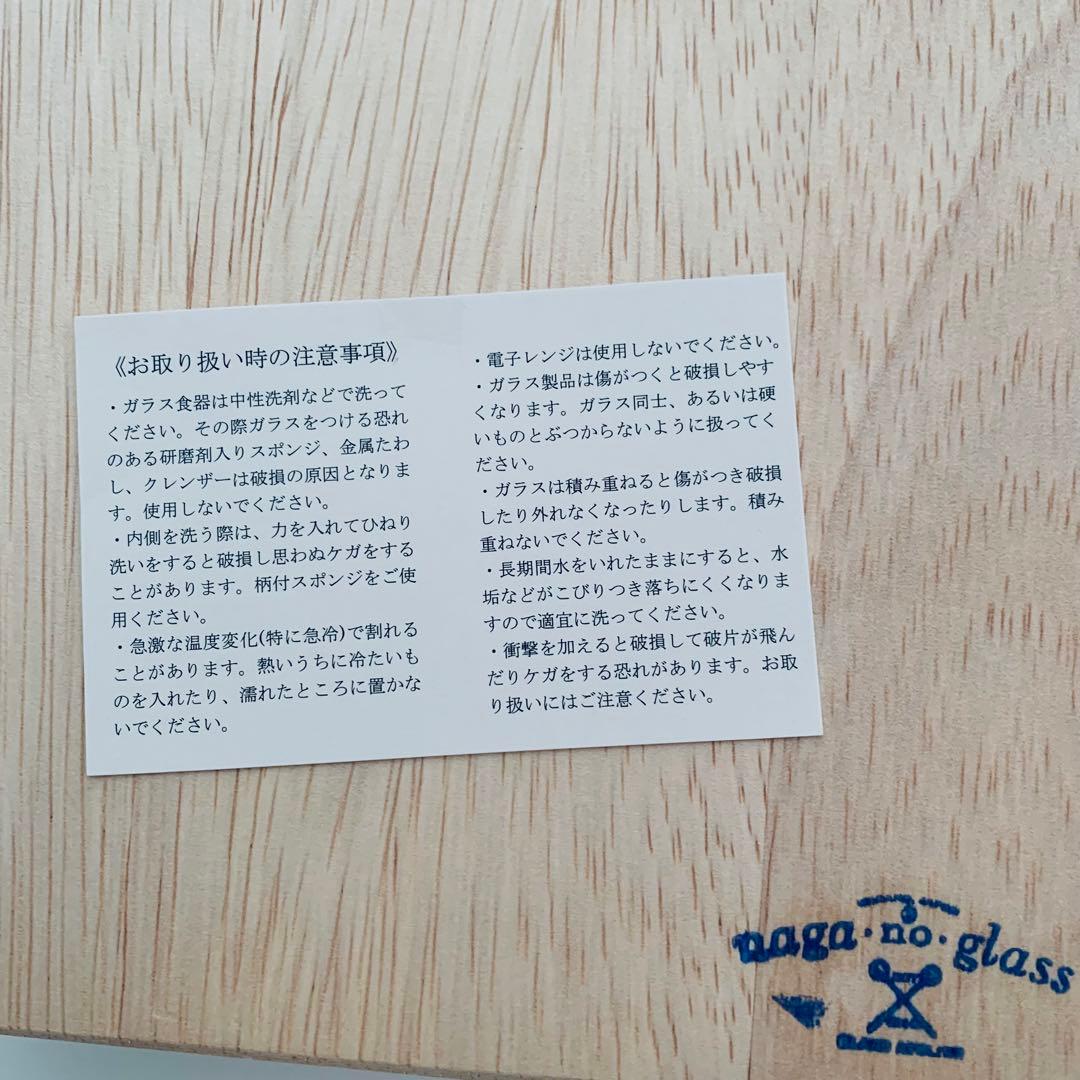 《お取り扱い時の注意事項》
・ガラス食器は中性洗剤などで洗って
ください。その際ガラスをつける恐れ
のある研磨剤入りスポンジ、金属たわ
し、クレンザーは破損の原因となりま
す。使用しないでください。
・内側を洗う際は、力を入れてひねり
洗いをすると破損し思わぬケガをする
ことがあります。柄付スポンジをご使
用ください。
・急激な温度変化(特に急冷)で割れる
ことがあります。熱いうちに冷たいも
のを入れたり、濡れたところに置かな
いでください。
・電子レンジは使用しないでください。
・ガラス製品は傷がつくと破損しやす
くなります。ガラス同士、あるいは硬
いものとぶつからないように扱ってく
ださい。
・ガラスは積み重ねると傷がつき破損
したり外れなくなったりします。積み
重ねないでください。
・長期間水をいれたままにすると、水
垢などがこびりつき落ちにくくなりま
すので適宜に洗ってください。
・衝撃を加えると破損して破片が飛ん
だりケガをする恐れがあります。お取
り扱いにはご注意ください。
naga・no・glass